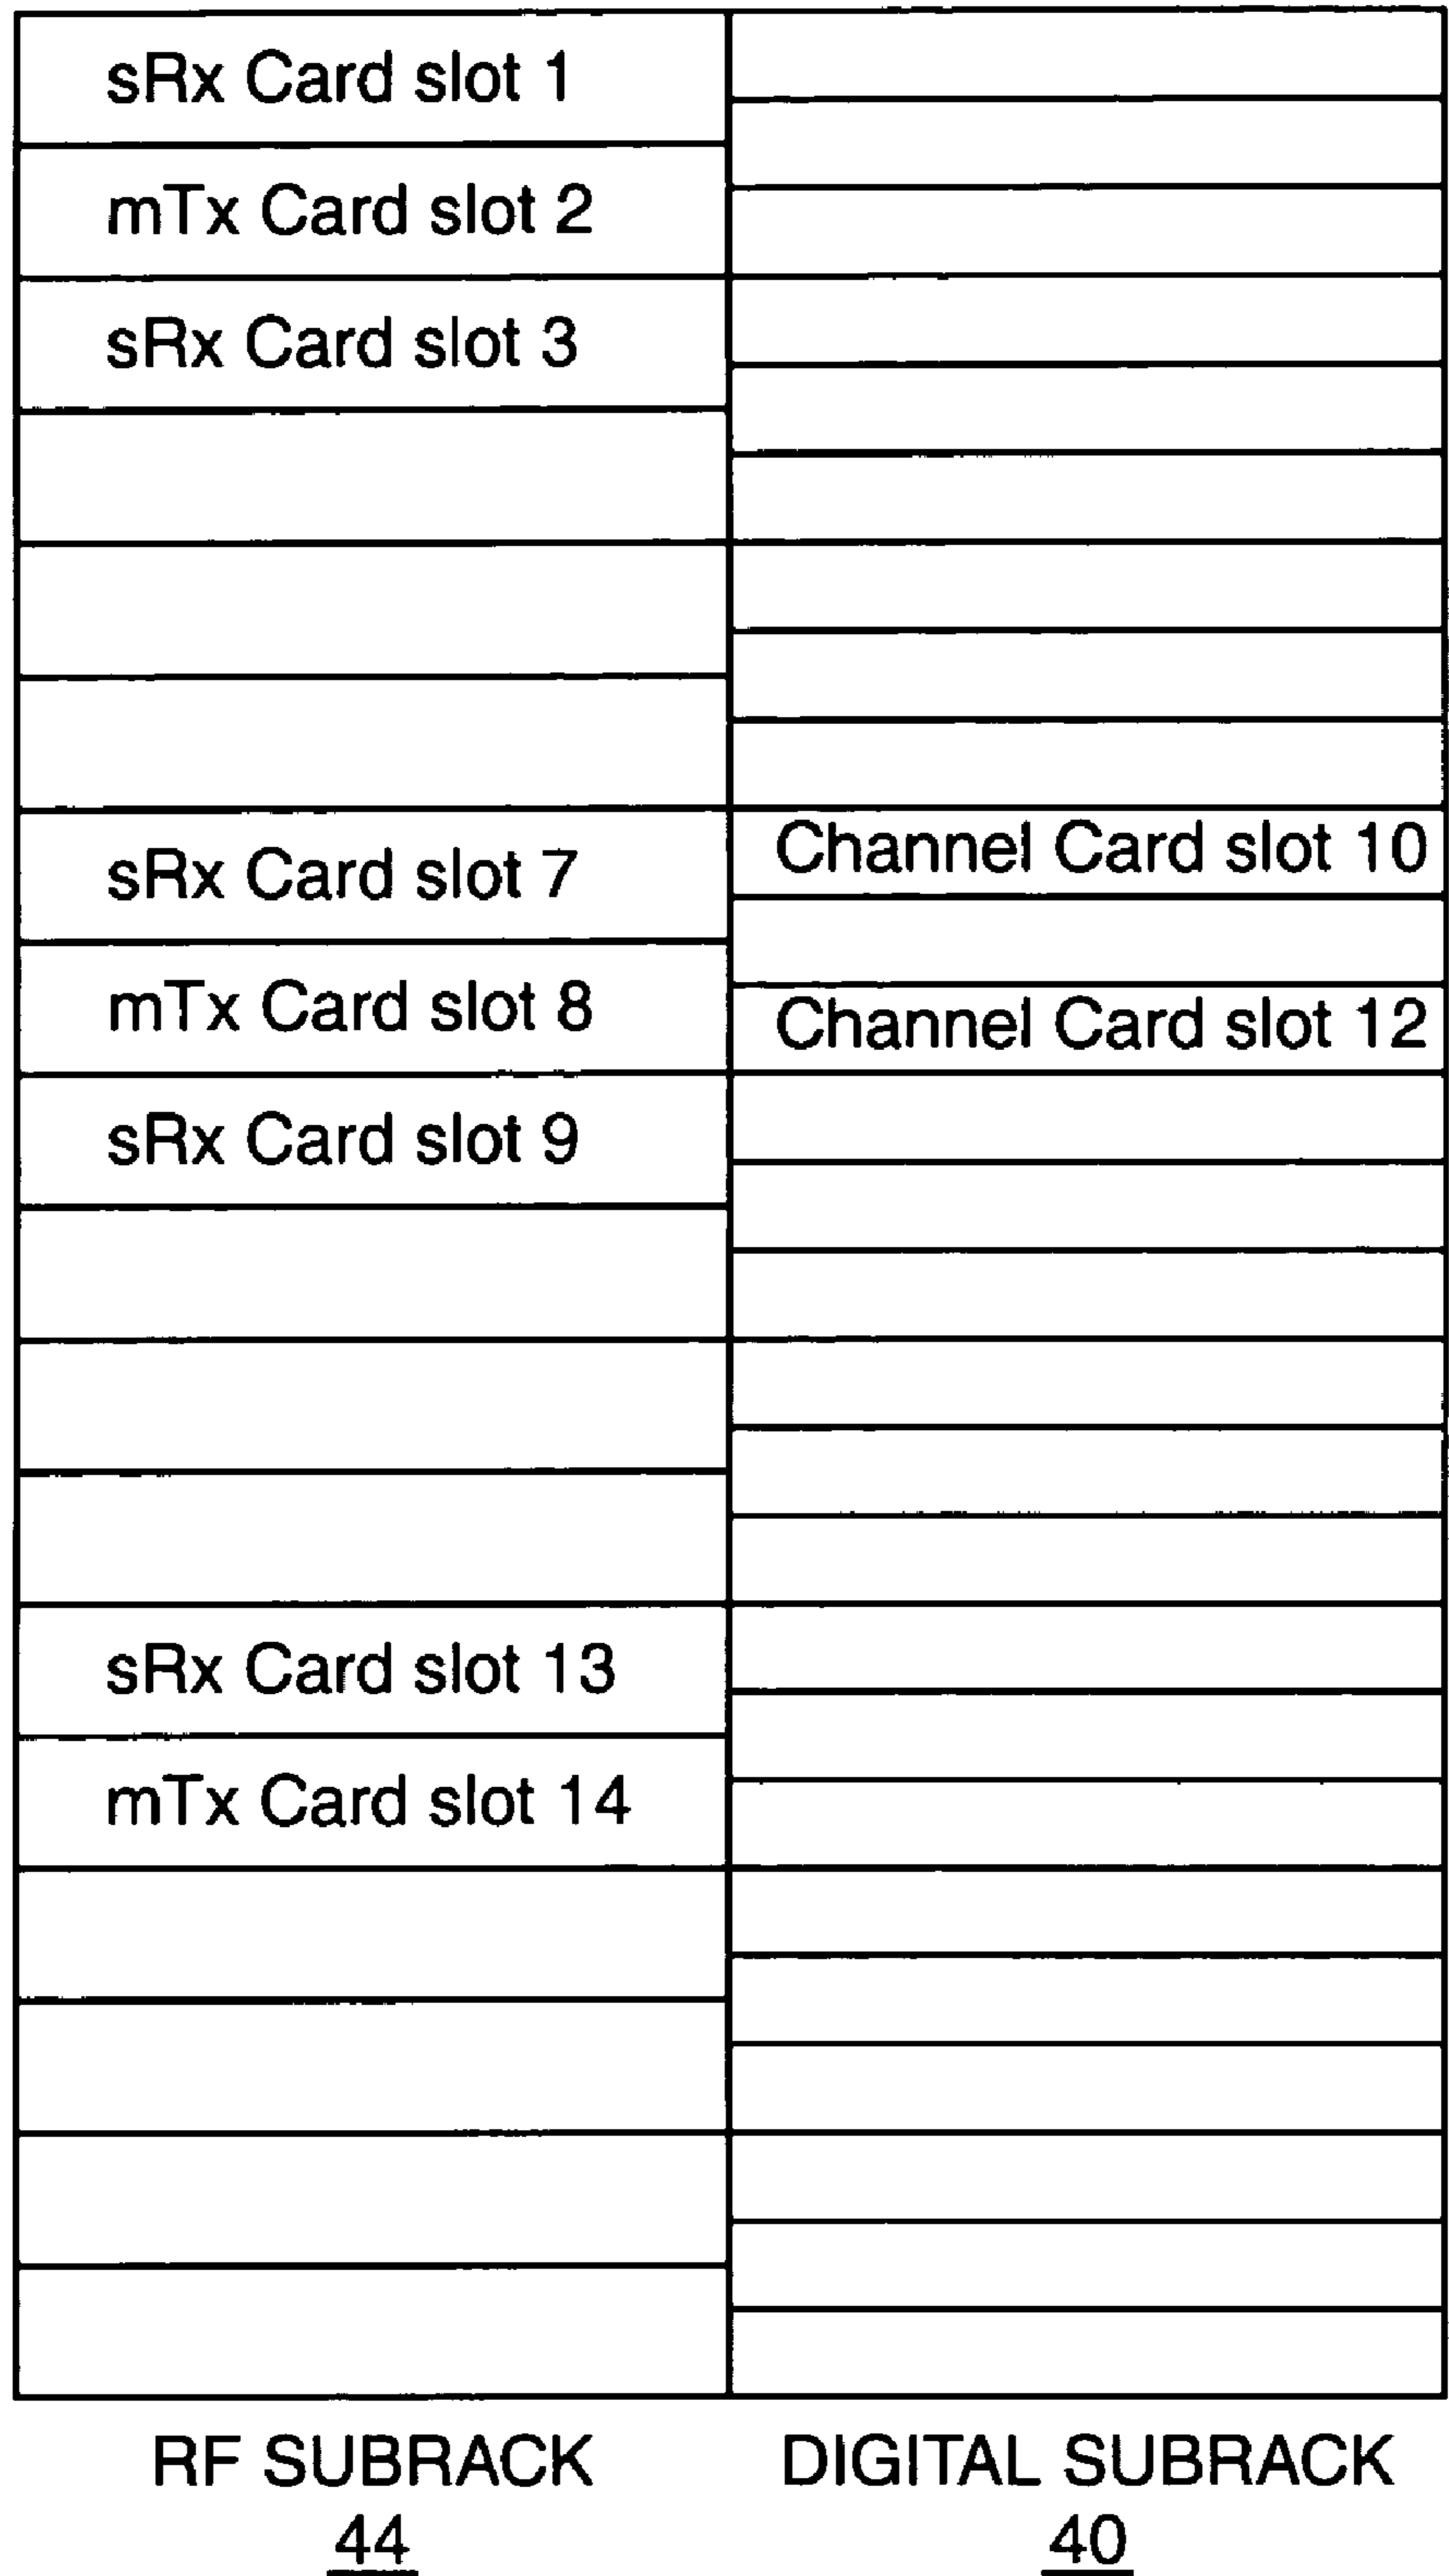 sRx Card slot 1
mTx Card slot 2
sRx Card slot 3
sRx Card slot 7
Channel Card slot 10
mTx Card slot 8
Channel Card slot 12
sRx Card slot 9
sRx Card slot 13
mTx Card slot 14
RF SUBRACK
44
DIGITAL SUBRACK
40